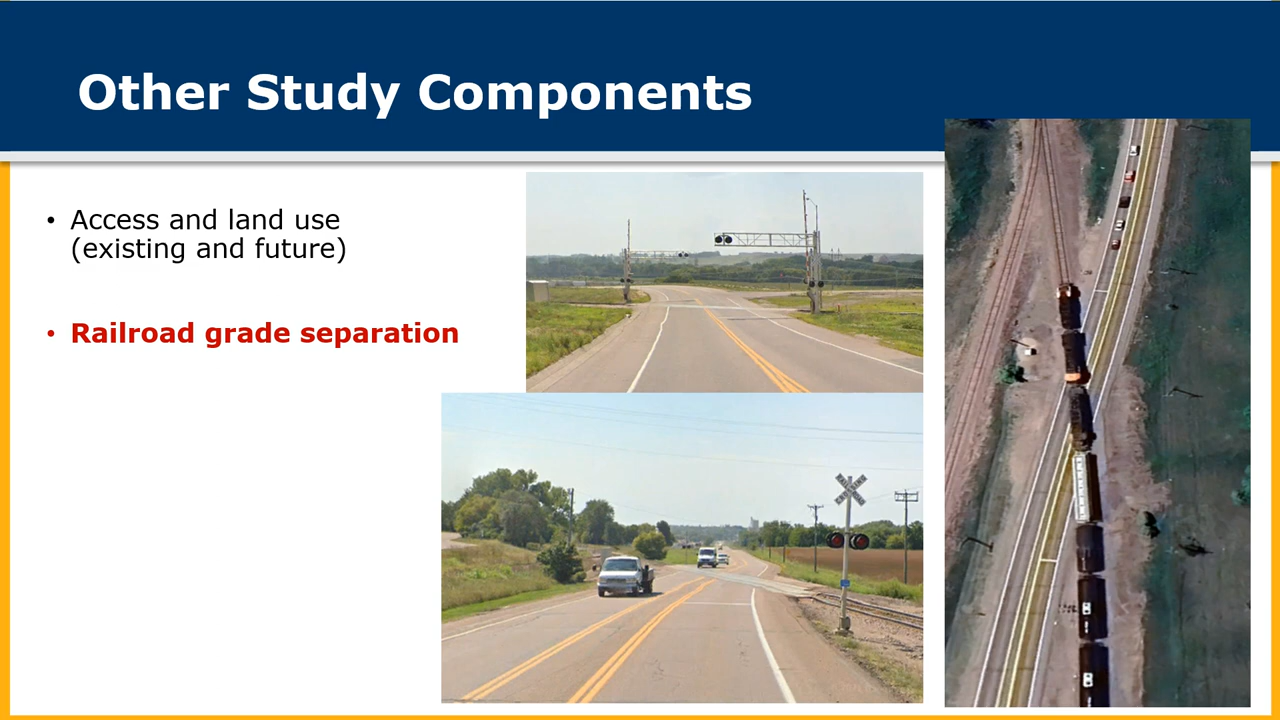 Other Study Components
• Access and land use
(existing and future)
• Railroad grade separation